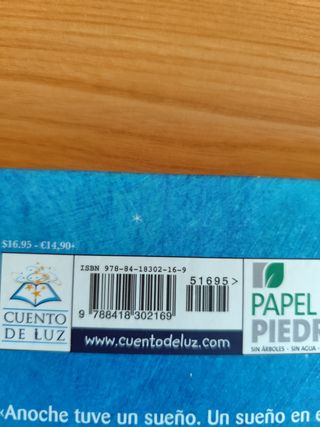 $16.95 - €14,90+
ISBN 978-84-18302-16-9
51695>
9 788418 302169
CUENTO
DE LUZ
www.cuentodeluz.com
PAPEL
PIEDR
SIN ÁRBOLES - SIN AGUA -
«Anoche tuve un sueño. Un sueño en e